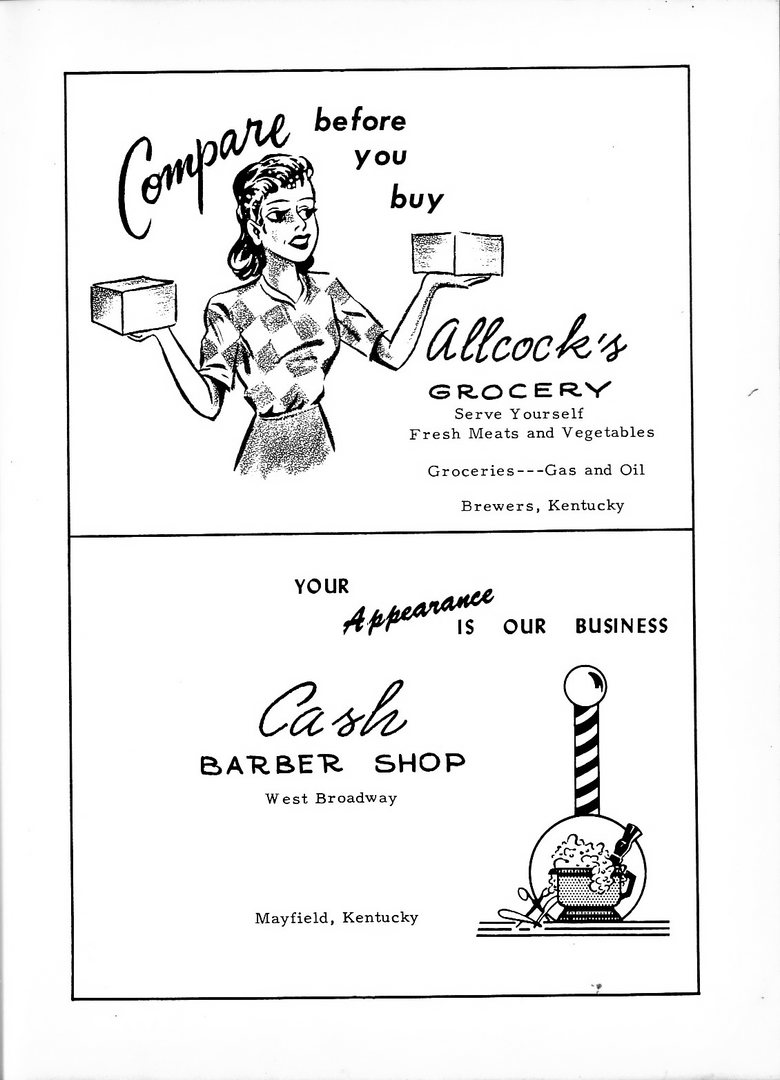 Compare before
you
buy
Allcock's
GROCERY
Serve Yourself
Fresh Meats and Vegetables
Groceries---Gas and Oil
Brewers, Kentucky
YOUR
Appearance
IS OUR BUSINESS
Cash
BARBER SHOP
West Broadway
Mayfield, Kentucky